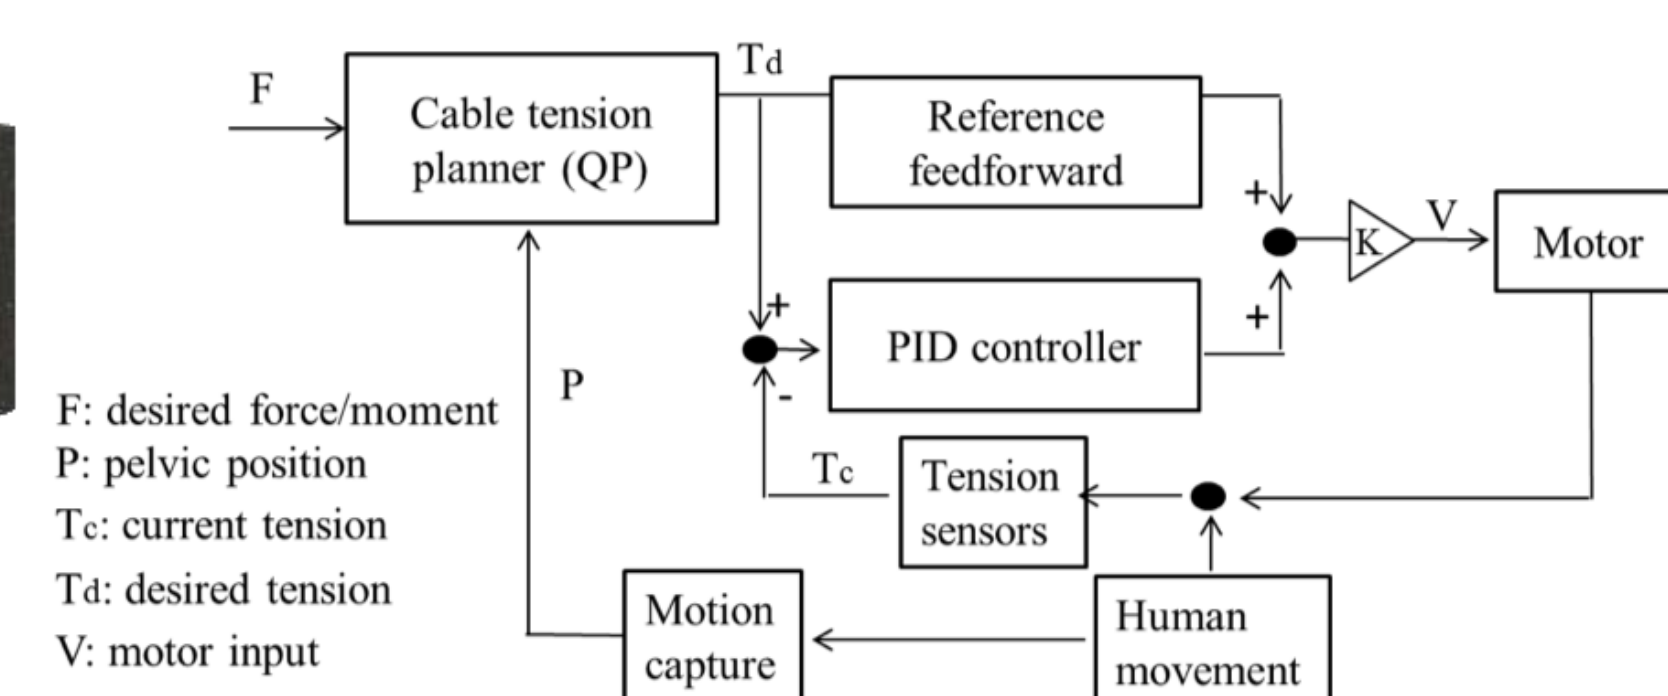 F
Cable tension
planner (QP)
Td
Reference
feedforward
+
K
V
Motor
+
PID controller
+
-
P
Tc
Tension
sensors
Motion
capture
Human
movement
F: desired force/moment
P: pelvic position
Tc: current tension
Td: desired tension
V: motor input